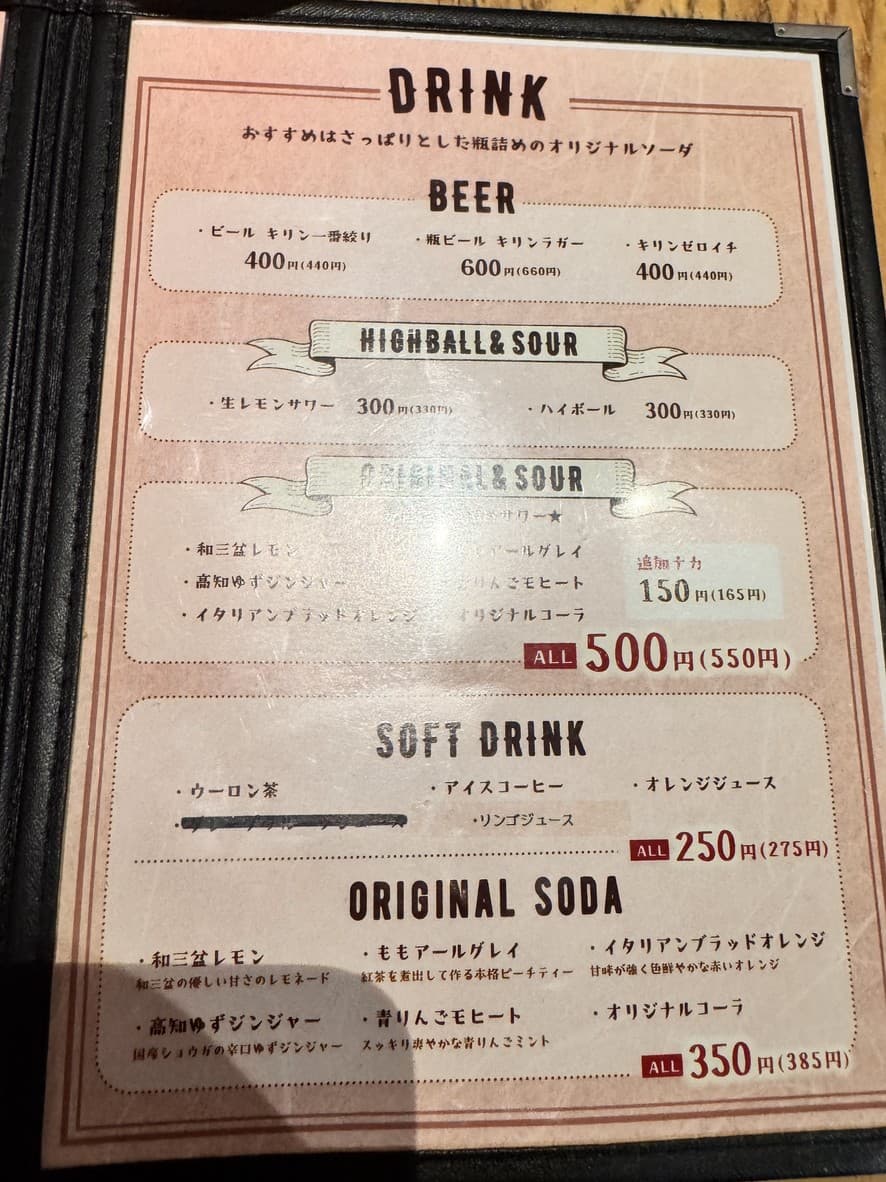 DRINK
おすすめはさっぱりとした瓶詰めのオリジナルソーダ
BEER
・ビール キリン一番絞り ・瓶ビール キリンラガー ・キリンゼロイチ
400円(440円) 600円(660円) 400円(440円)
HIGHBALL&SOUR
・生レモンサワー 300円(330円) ・ハイボール 300円(330円)
ORIGINAL&SOUR
サワー★
・和三盆レモン アールグレイ
・高知ゆずジンジャー りんごモヒート
・イタリアンブラッドオレンジ オリジナルコーラ
追加ナカ
150円(165円)
ALL 500円(550円)
SOFT DRINK
・ウーロン茶 ・アイスコーヒー ・オレンジジュース
・リンゴジュース
ALL 250円(275円)
ORIGINAL SODA
・和三盆レモン ・ももアールグレイ ・イタリアンブラッドオレンジ
和三盆の優しい甘さのレモネード 紅茶を煮出して作る本格ピーチティー 甘味が強く色鮮やかな赤いオレンジ
・高知ゆずジンジャー ・青りんごモヒート ・オリジナルコーラ
国産ショウガの辛口ゆずジンジャー スッキリ爽やかな青りんごミント
ALL 350円(385円)